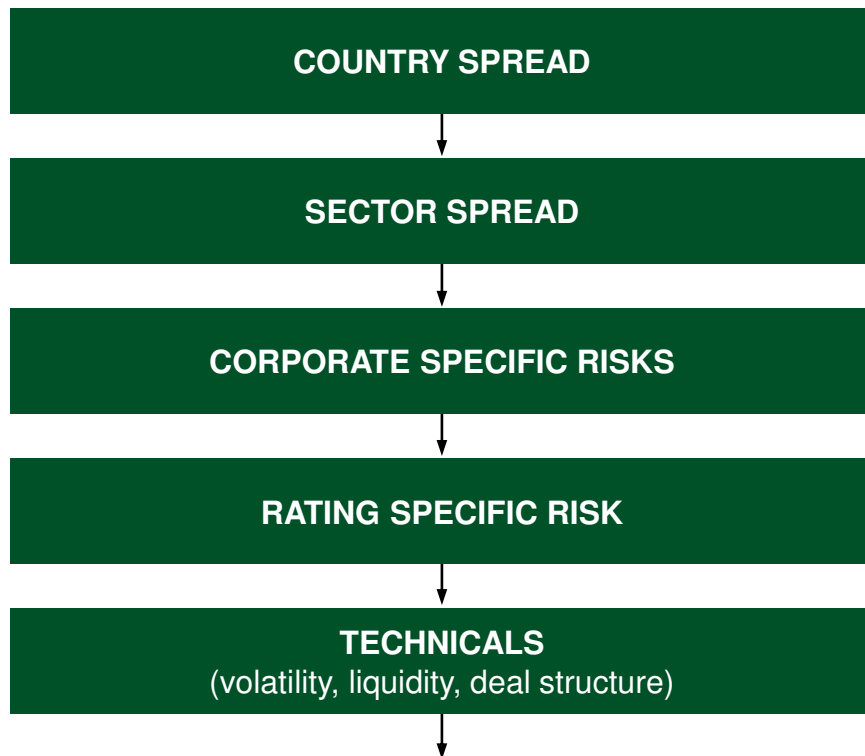 COUNTRY SPREAD
SECTOR SPREAD
CORPORATE SPECIFIC RISKS
RATING SPECIFIC RISK
TECHNICALS
(volatility, liquidity, deal structure)